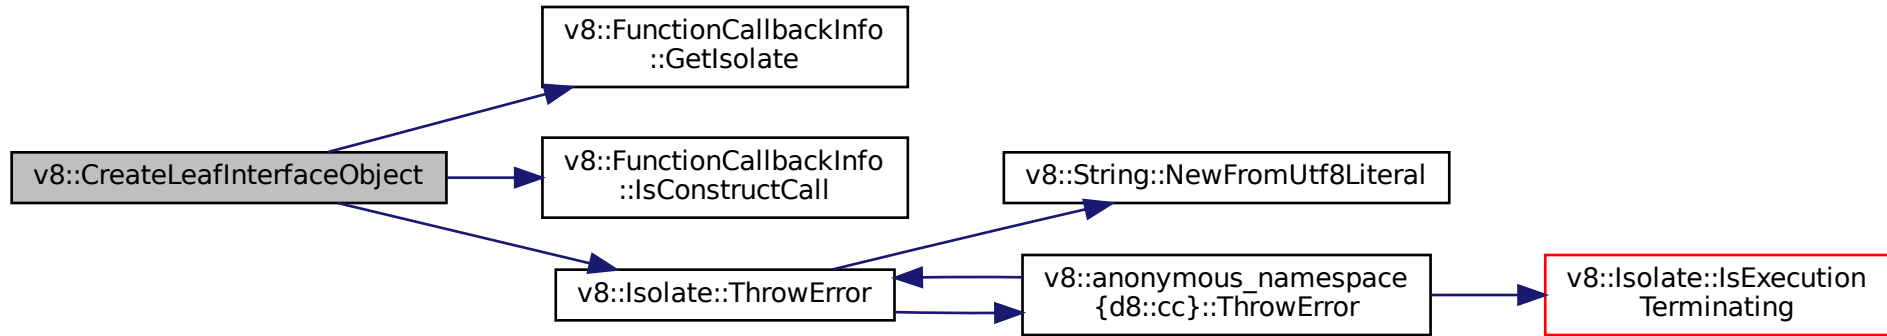 v8::FunctionCallbackInfo
::GetIsolate
v8::CreateLeafInterfaceObject
v8::FunctionCallbackInfo
::IsConstructCall
v8::String::NewFromUtf8Literal
v8::Isolate::ThrowError
v8::anonymous_namespace
{d8::cc}::ThrowError
v8::Isolate::IsExecution
Terminating